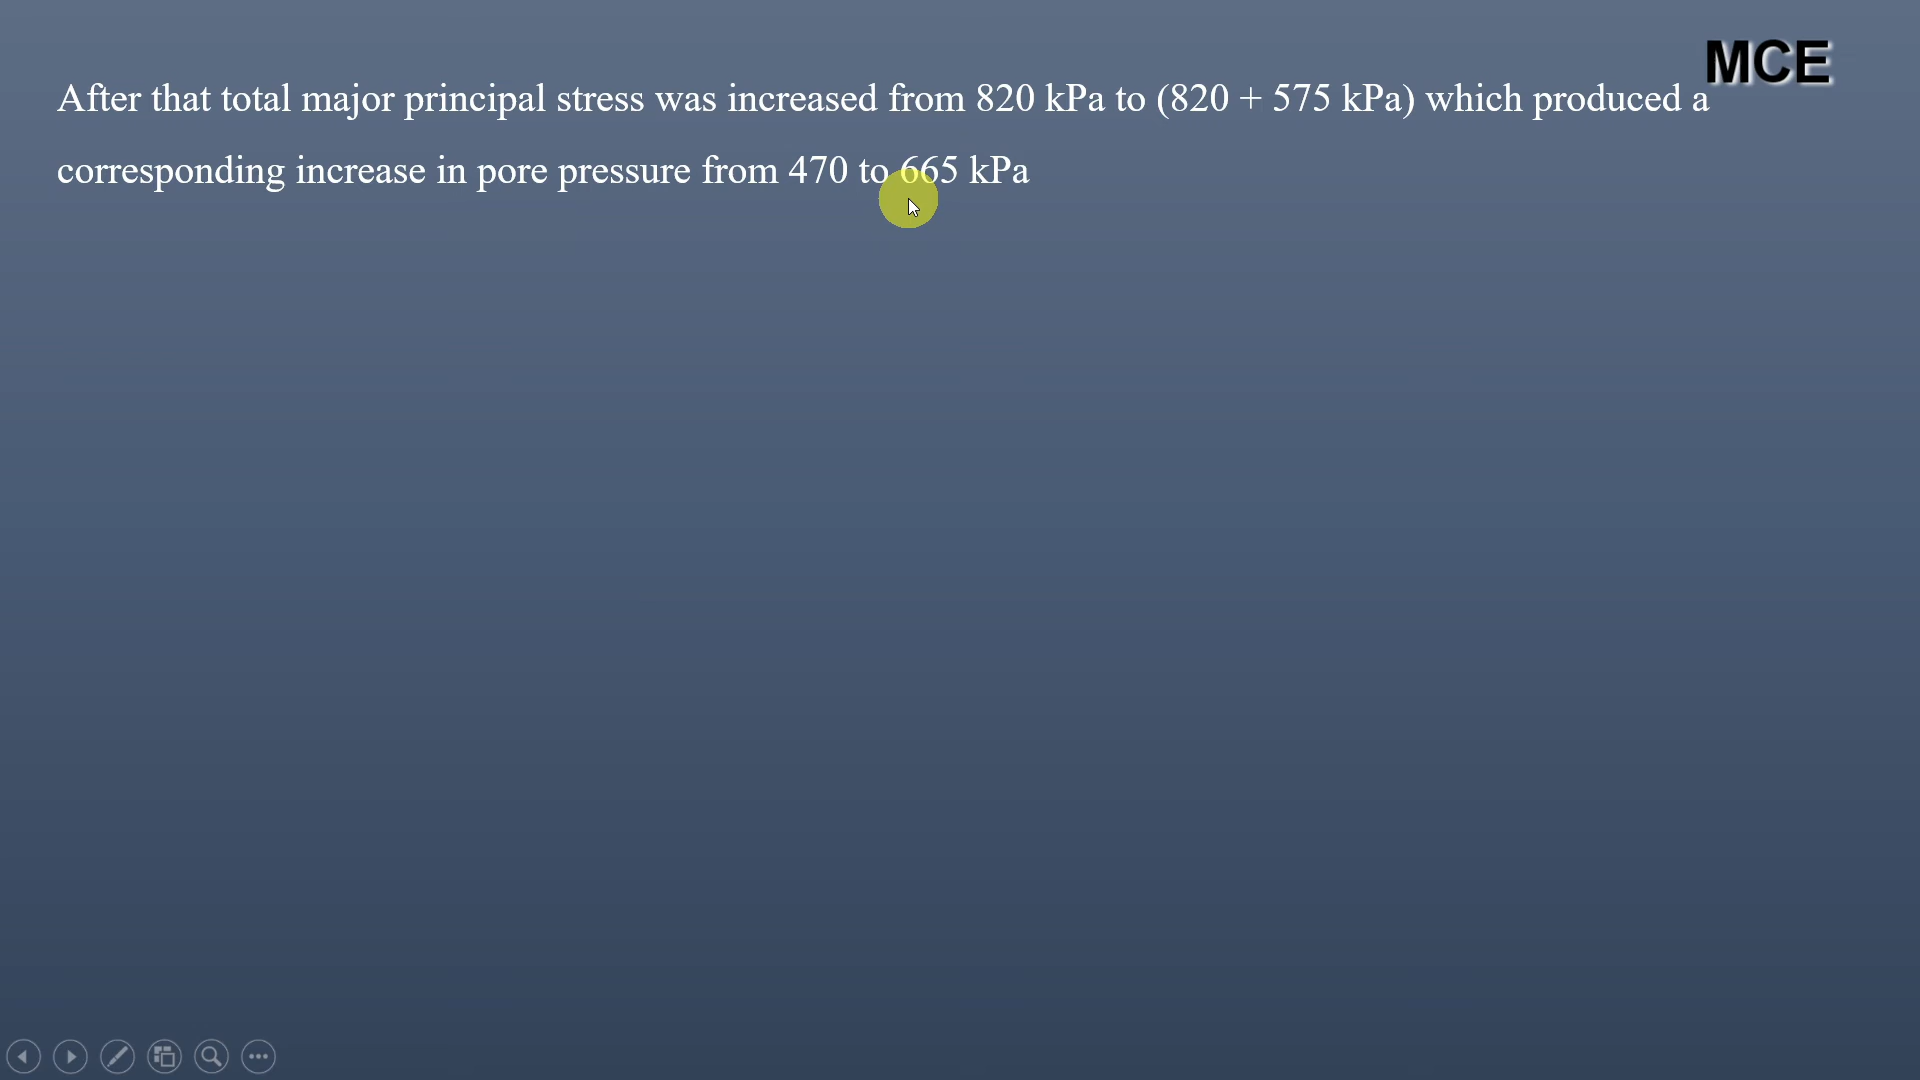 MCE
After that total major principal stress was increased from 820 kPa to (820 + 575 kPa) which produced a
corresponding increase in pore pressure from 470 to 665 kPa